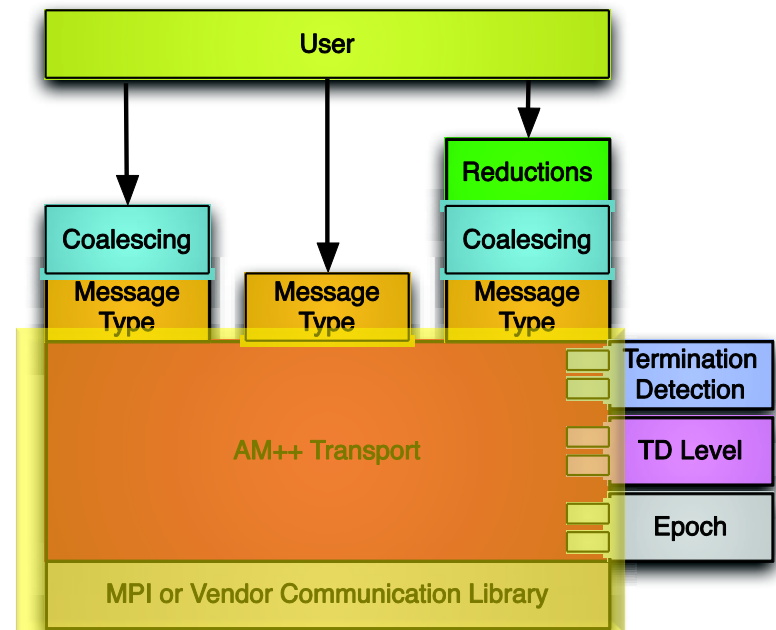 User
Reductions
Coalescing
Coalescing
Message
Type
Message
Type
Message
Type
Termination
Detection
AM++ Transport
TD Level
Epoch
MPI or Vendor Communication Library